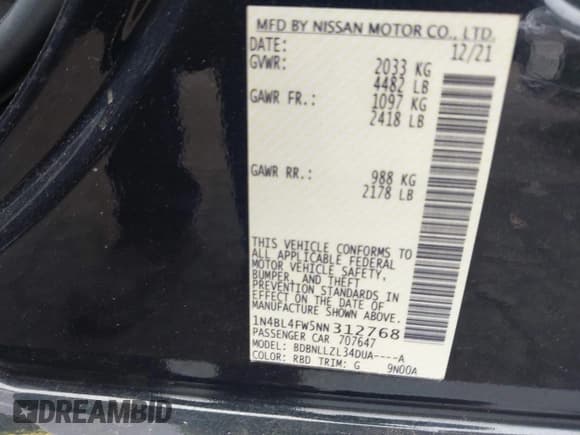 MFD BY NISSAN MOTOR CO., LTD.
DATE: 12/21
GVWR: 2033 KG
4482 LB
GAWR FR.: 1097 KG
2418 LB
GAWR RR.: 988 KG
2178 LB
THIS VEHICLE CONFORMS TO
ALL APPLICABLE FEDERAL
MOTOR VEHICLE SAFETY,
BUMPER, AND THEFT
PREVENTION STANDARDS IN
EFFECT ON THE DATE OF
MANUFACTURE SHOWN ABOVE.
1N4BL4FW5NN312768
PASSENGER CAR 707647
MODEL: BDBNLLZL34DUA----A
COLOR: RBD TRIM: G 9N00A
DREAMBID